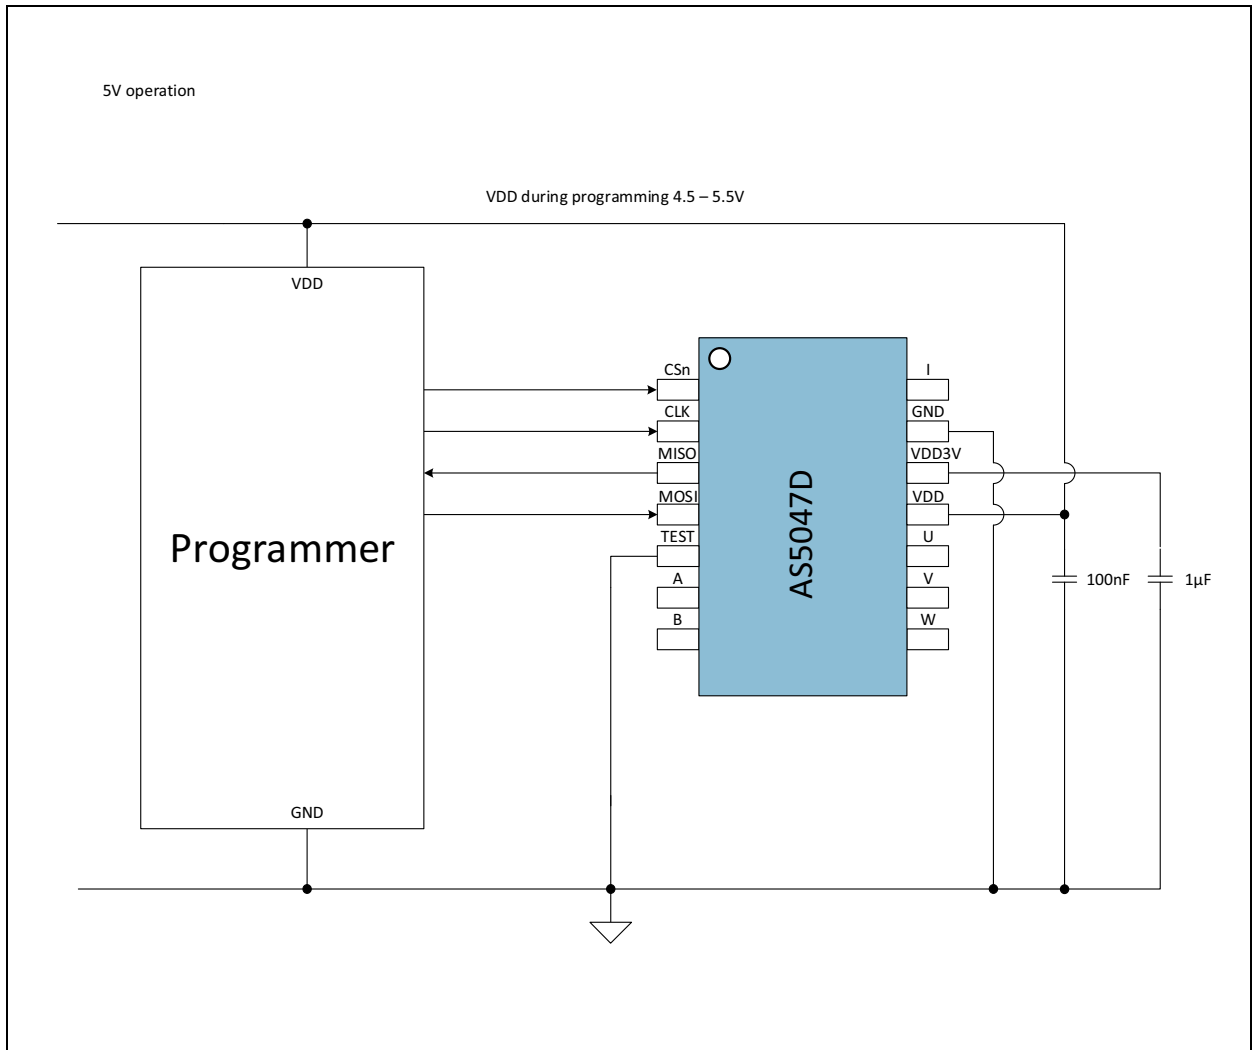 5V operation
VDD during programming 4.5 – 5.5V
VDD
Programmer
GND
CSn
CLK
MISO
MOSI
TEST
A
B
AS5047D
I
GND
VDD3V
VDD
U
V
W
100nF
1µF